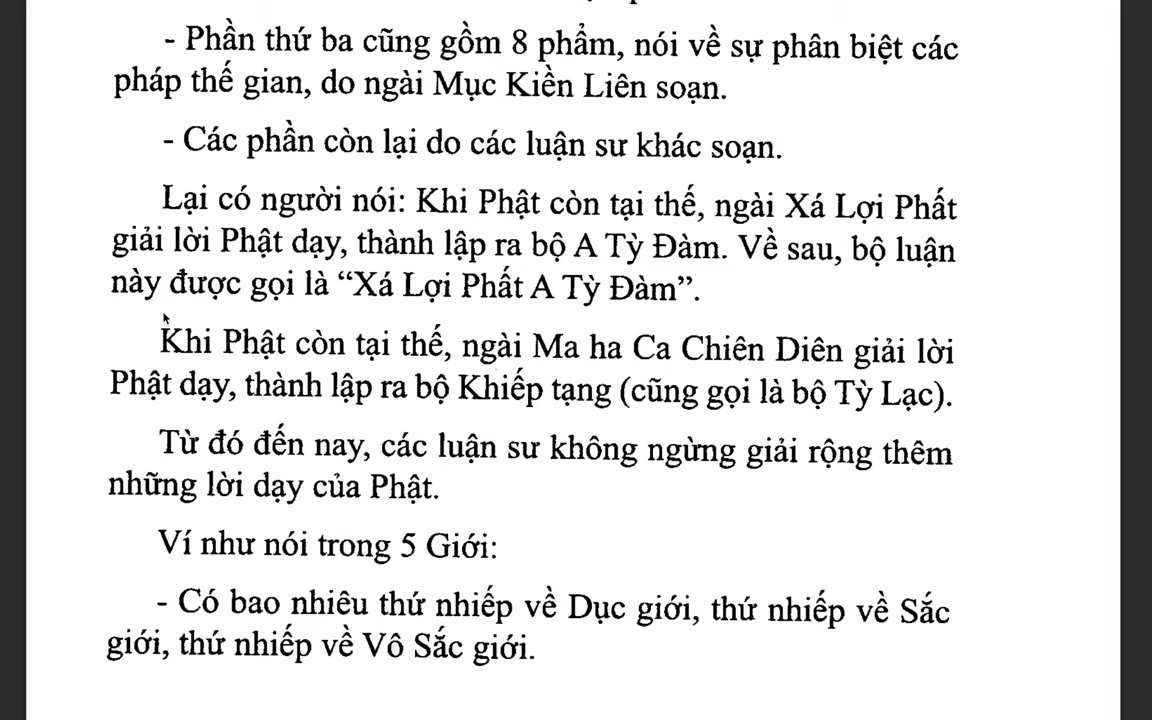 - Phần thứ ba cũng gồm 8 phẩm, nói về sự phân biệt các
pháp thế gian, do ngài Mục Kiền Liên soạn.
- Các phần còn lại do các luận sư khác soạn.
Lại có người nói: Khi Phật còn tại thế, ngài Xá Lợi Phất
giải lời Phật dạy, thành lập ra bộ A Tỳ Đàm. Về sau, bộ luận
này được gọi là “Xá Lợi Phất A Tỳ Đàm”.
Khi Phật còn tại thế, ngài Ma ha Ca Chiên Diên giải lời
Phật dạy, thành lập ra bộ Khiếp tạng (cũng gọi là bộ Tỳ Lạc).
Từ đó đến nay, các luận sư không ngừng giải rộng thêm
những lời dạy của Phật.
Ví như nói trong 5 Giới:
- Có bao nhiêu thứ nhiếp về Dục giới, thứ nhiếp về Sắc
giới, thứ nhiếp về Vô Sắc giới.